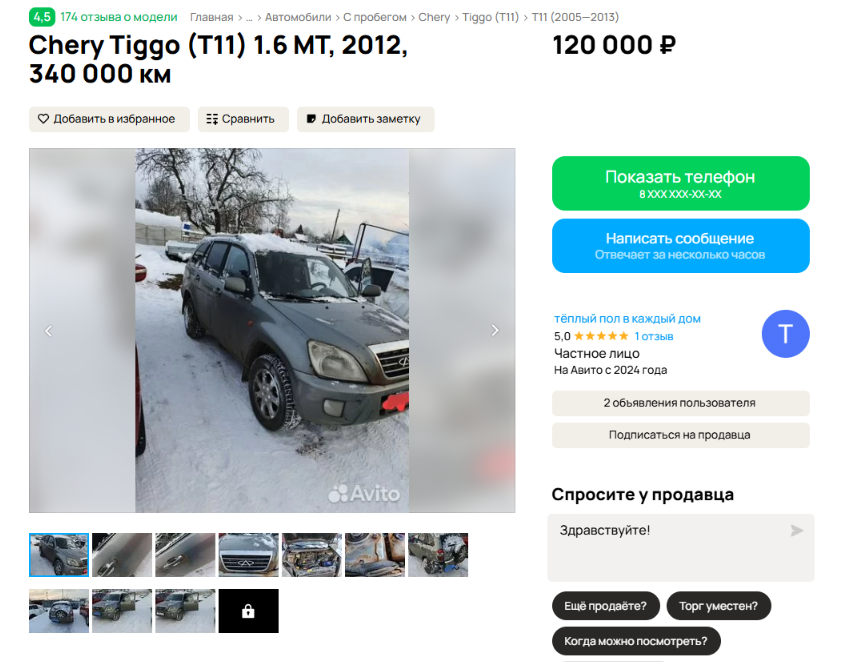 4,5 174 отзыва о модели Главная › ... › Автомобили › С пробегом › Chery › Tiggo (T11) › T11 (2005—2013)
Chery Tiggo (T11) 1.6 MT, 2012,
340 000 км
120 000 ₽
Добавить в избранное
Сравнить
Добавить заметку
Avito
Показать телефон
8 XXX XXX-XX-XX
Написать сообщение
Отвечает за несколько часов
тёплый пол в каждый дом
5,0 ★★★★★ 1 отзыв
Частное лицо
На Авито с 2024 года
T
2 объявления пользователя
Подписаться на продавца
Спросите у продавца
Здравствуйте!
Ещё продаёте?
Торг уместен?
Когда можно посмотреть?